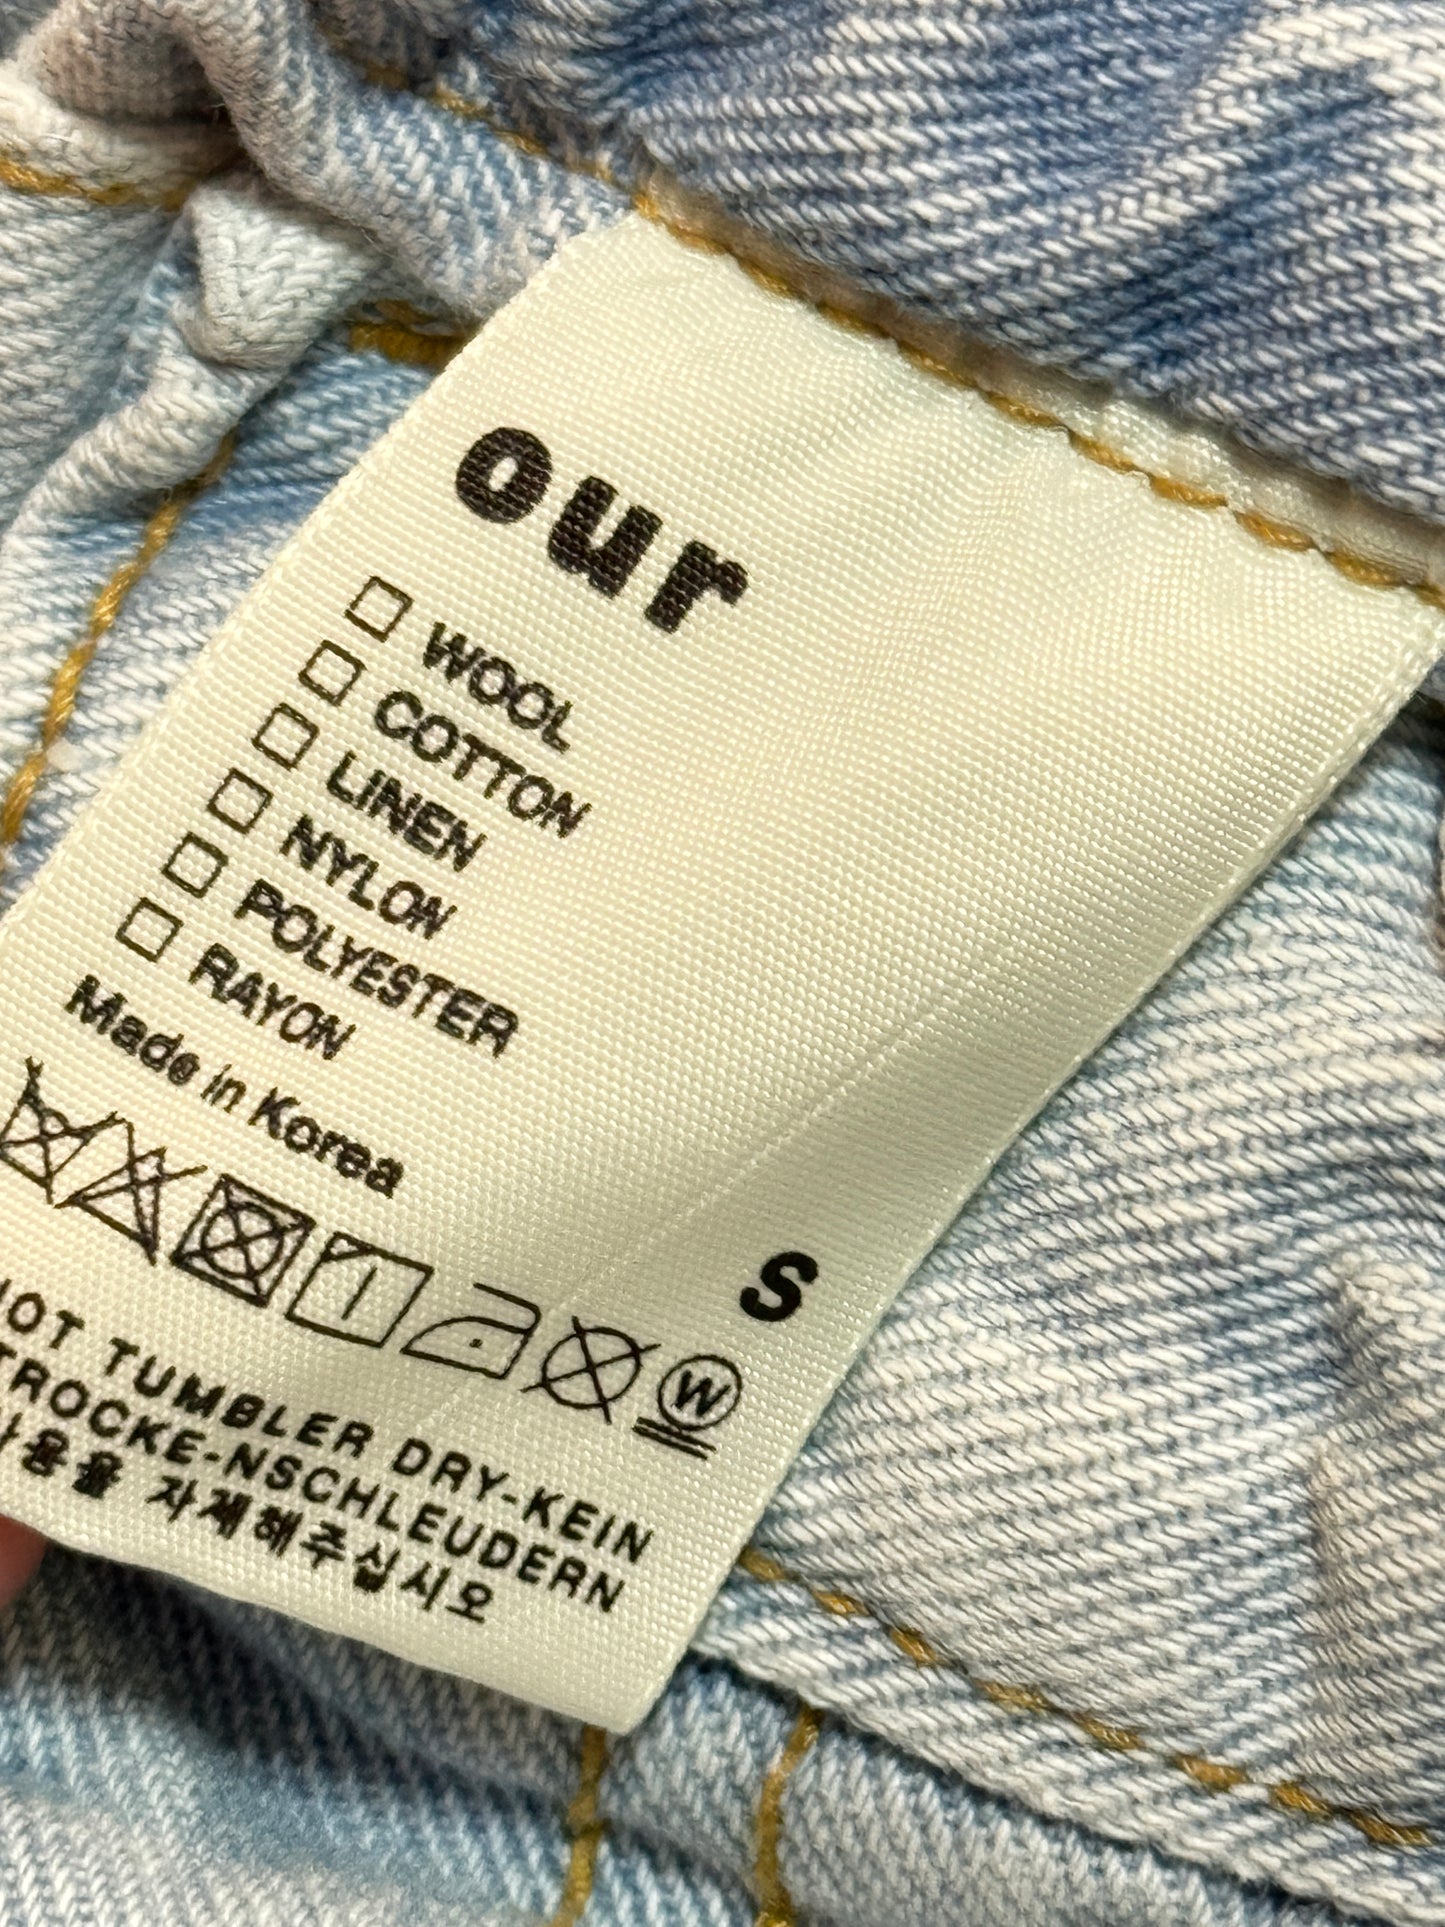 our
WOOL
COTTON
LINEN
NYLON
POLYESTER
RAYON
Made in Korea
S
W
TUMBLER DRY-KEIN
TROCKE-NSCHLEUDERN
자제해주십시오